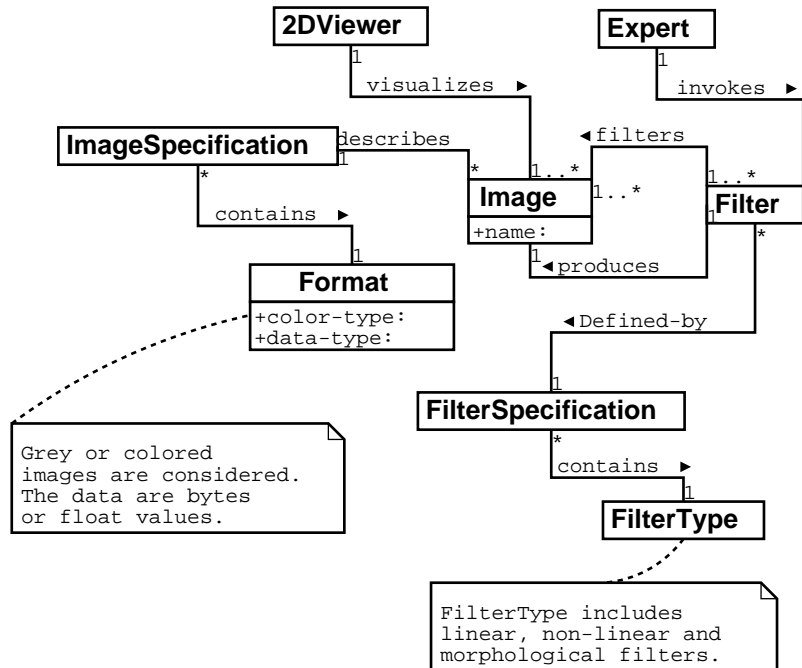 2DViewer
Expert
1
1
visualizes ►
invokes ►
ImageSpecification
describes
◄filters
1
*
1..*
1..*
*
Image
1..*
Filter
contains ►
+name:
1
*
1
1
◄produces
Format
+color-type:
+data-type:
◄Defined-by
1
FilterSpecification
*
Grey or colored
images are considered.
The data are bytes
or float values.
contains ►
1
FilterType
FilterType includes
linear, non-linear and
morphological filters.